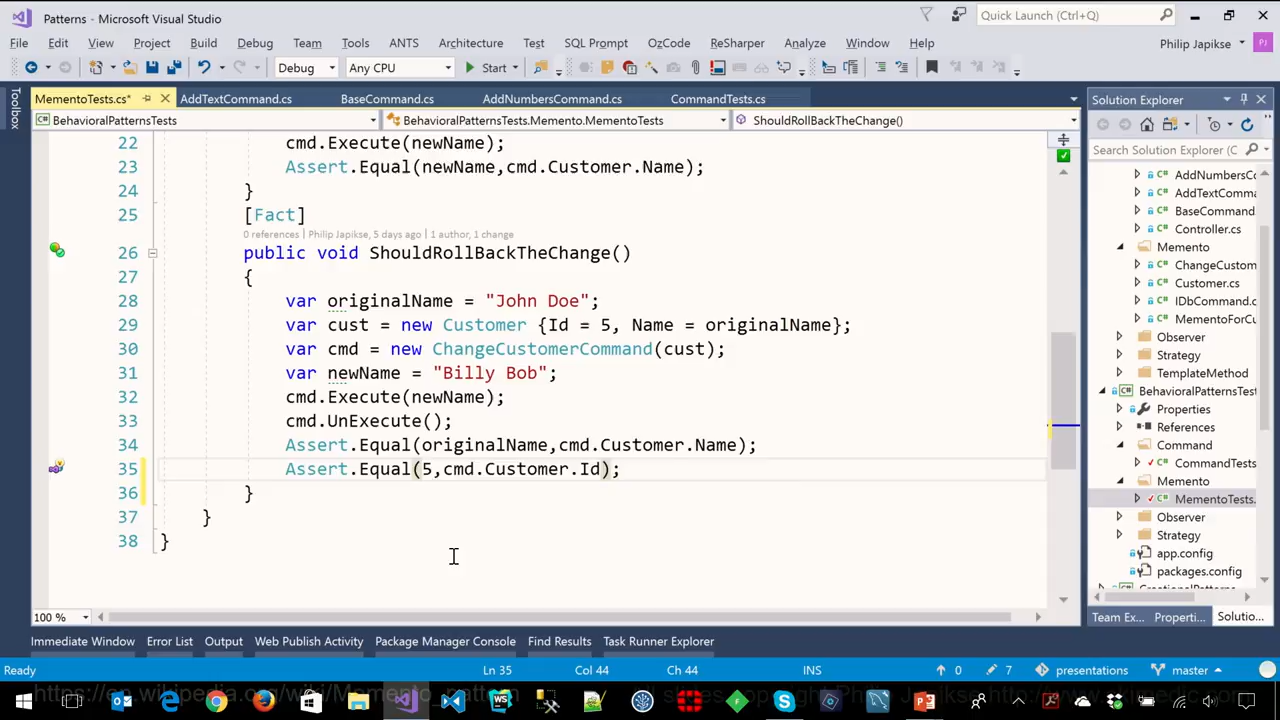 Patterns - Microsoft Visual Studio
Quick Launch (Ctrl+Q)
File Edit View Project Build Debug Team Tools ANTS Architecture Test SQL Prompt OzCode ReSharper Analyze Window Help
Philip Japikse PJ
Debug Any CPU Start
Toolbox
MementoTests.cs* AddTextCommand.cs BaseCommand.cs AddNumbersCommand.cs CommandTests.cs
BehavioralPatternsTests BehavioralPatternsTests.Memento.MementoTests ShouldRollBackTheChange()
22 cmd.Execute(newName);
23 Assert.Equal(newName,cmd.Customer.Name);
24 }
25 [Fact]
0 references | Philip Japikse, 5 days ago | 1 author, 1 change
26 public void ShouldRollBackTheChange()
27 {
28 var originalName = "John Doe";
29 var cust = new Customer {Id = 5, Name = originalName};
30 var cmd = new ChangeCustomerCommand(cust);
31 var newName = "Billy Bob";
32 cmd.Execute(newName);
33 cmd.UnExecute();
34 Assert.Equal(originalName,cmd.Customer.Name);
35 Assert.Equal(5,cmd.Customer.Id);
36 }
37 }
38 }
100 %
Solution Explorer
Search Solution Explorer (C
C# AddNumbersCo
C# AddTextComma
C# BaseCommand.
C# Controller.cs
Memento
C# ChangeCustom
C# Customer.cs
C# IDbCommand.c
C# MementoForCu
Observer
Strategy
TemplateMethod
BehavioralPatternsTest
Properties
References
Command
C# CommandTests
Memento
C# MementoTests.
Observer
Strategy
app.config
packages.config
CreationalPatterns
Team Ex... Properti... Solutio...
Immediate Window Error List Output Web Publish Activity Package Manager Console Find Results Task Runner Explorer
Ready Ln 35 Col 44 Ch 44 INS 0 7 presentations master